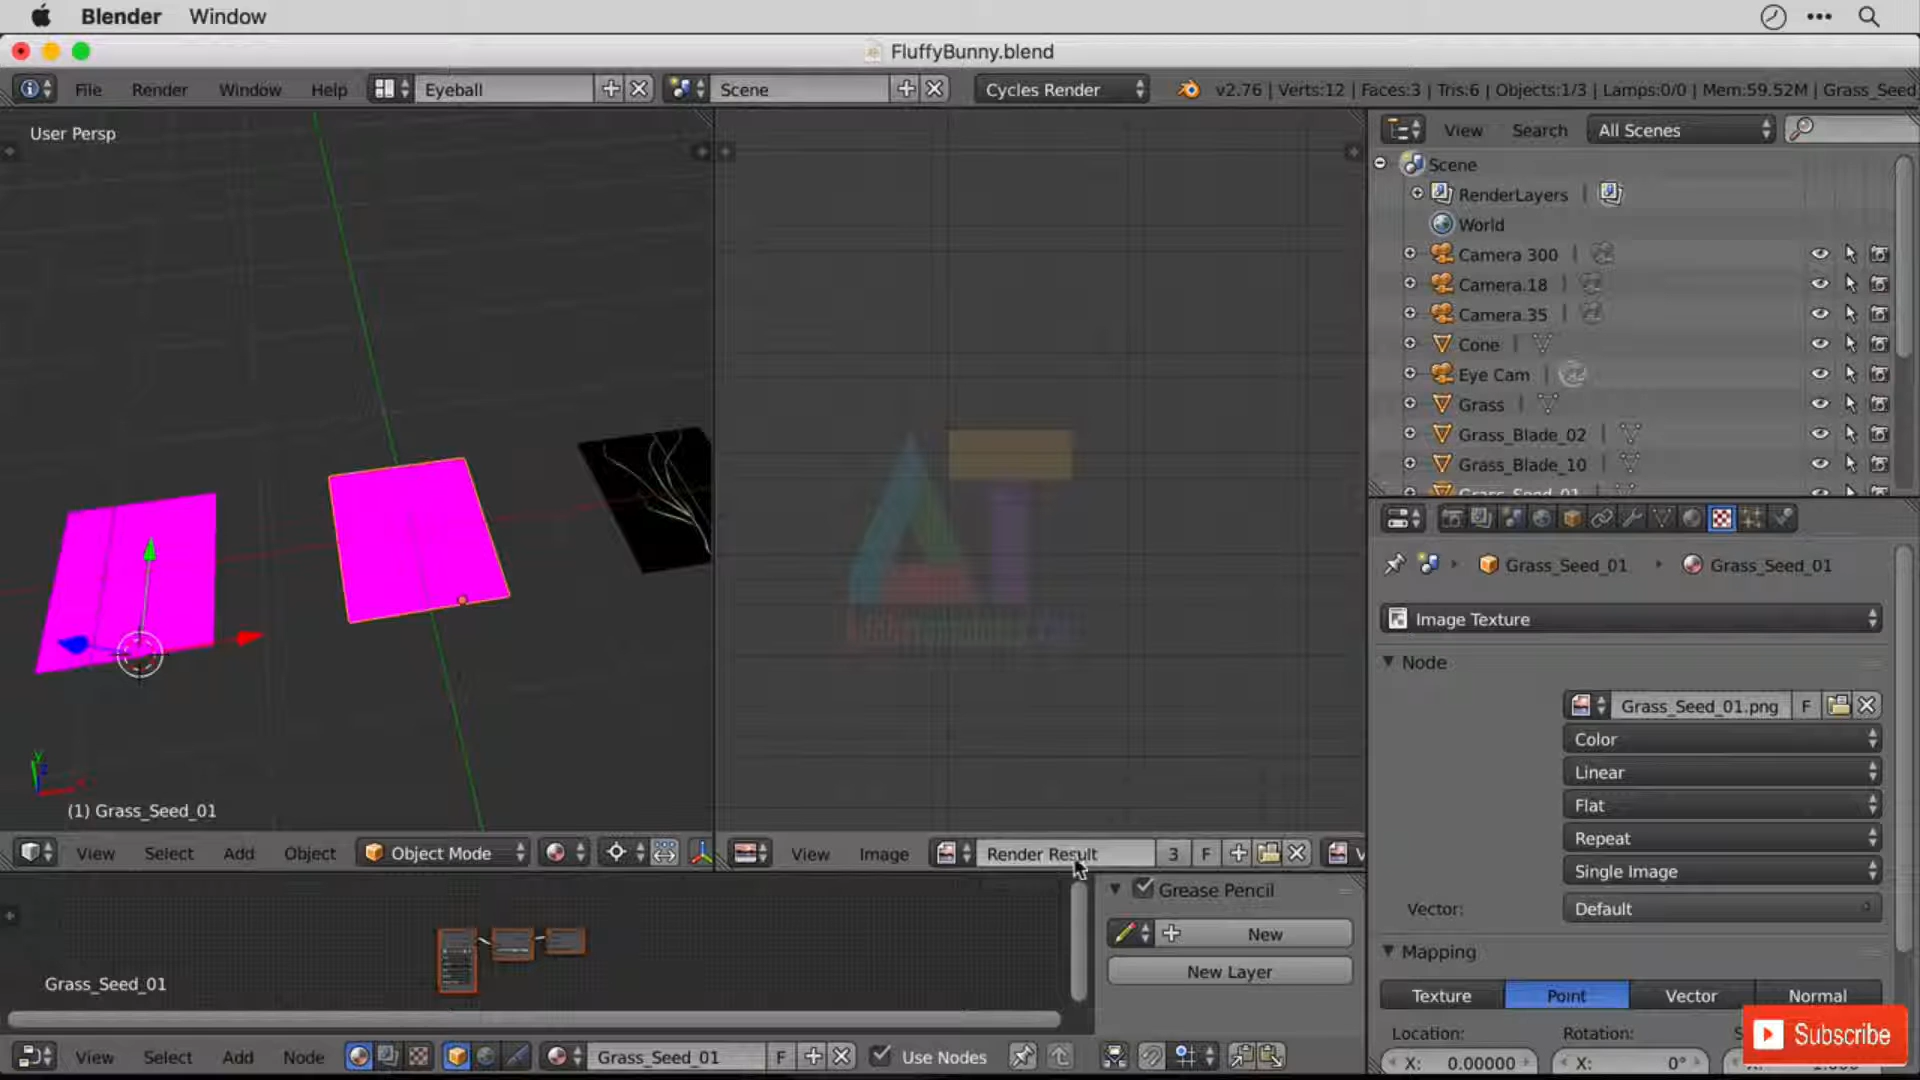 Blender Window
FluffyBunny.blend
File Render Window Help Eyeball Scene Cycles Render v2.76 | Verts:12 | Faces:3 | Tris:6 | Objects:1/3 | Lamps:0/0 | Mem:59.52M | Grass_Seed
User Persp
View Search All Scenes
Scene
RenderLayers
World
Camera 300
Camera.18
Camera.35
Cone
Eye Cam
Grass
Grass_Blade_02
Grass_Blade_10
Grass_Seed_01
Grass_Seed_01 Grass_Seed_01
Image Texture
Node
Grass_Seed_01.png F
Color
Linear
Flat
Repeat
Single Image
Vector: Default
Mapping
Texture Point Vector Normal
Location: Rotation:
X: 0.00000 X: 0°
Subscribe
(1) Grass_Seed_01
View Select Add Object Object Mode
View Image Render Result 3 F
Grease Pencil
New
New Layer
Grass_Seed_01
View Select Add Node Grass_Seed_01 F Use Nodes